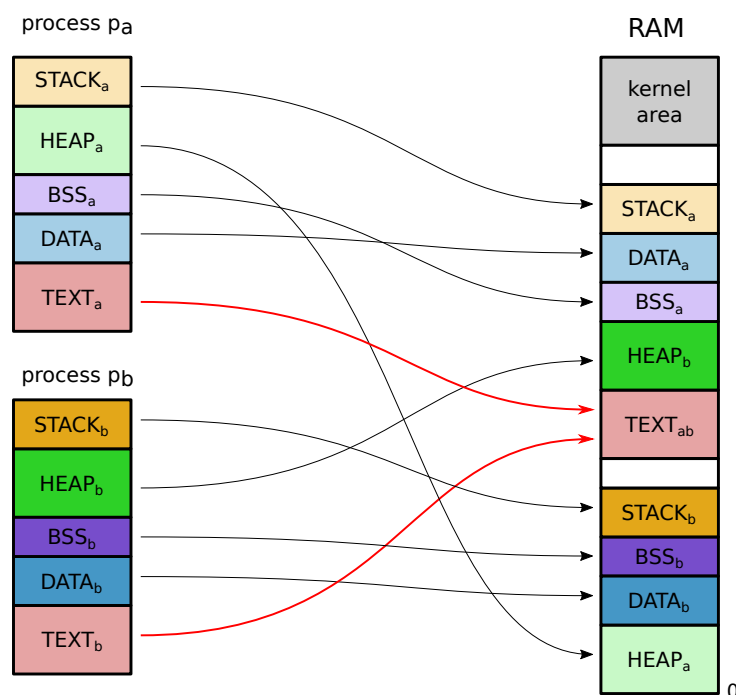 process pa
STACKa
HEAPa
BSSa
DATAa
TEXTa
process pb
STACKb
HEAPb
BSSb
DATAb
TEXTb
RAM
kernel
area
STACKa
DATAa
BSSa
HEAPb
TEXTab
STACKb
BSSb
DATAb
HEAPa
0